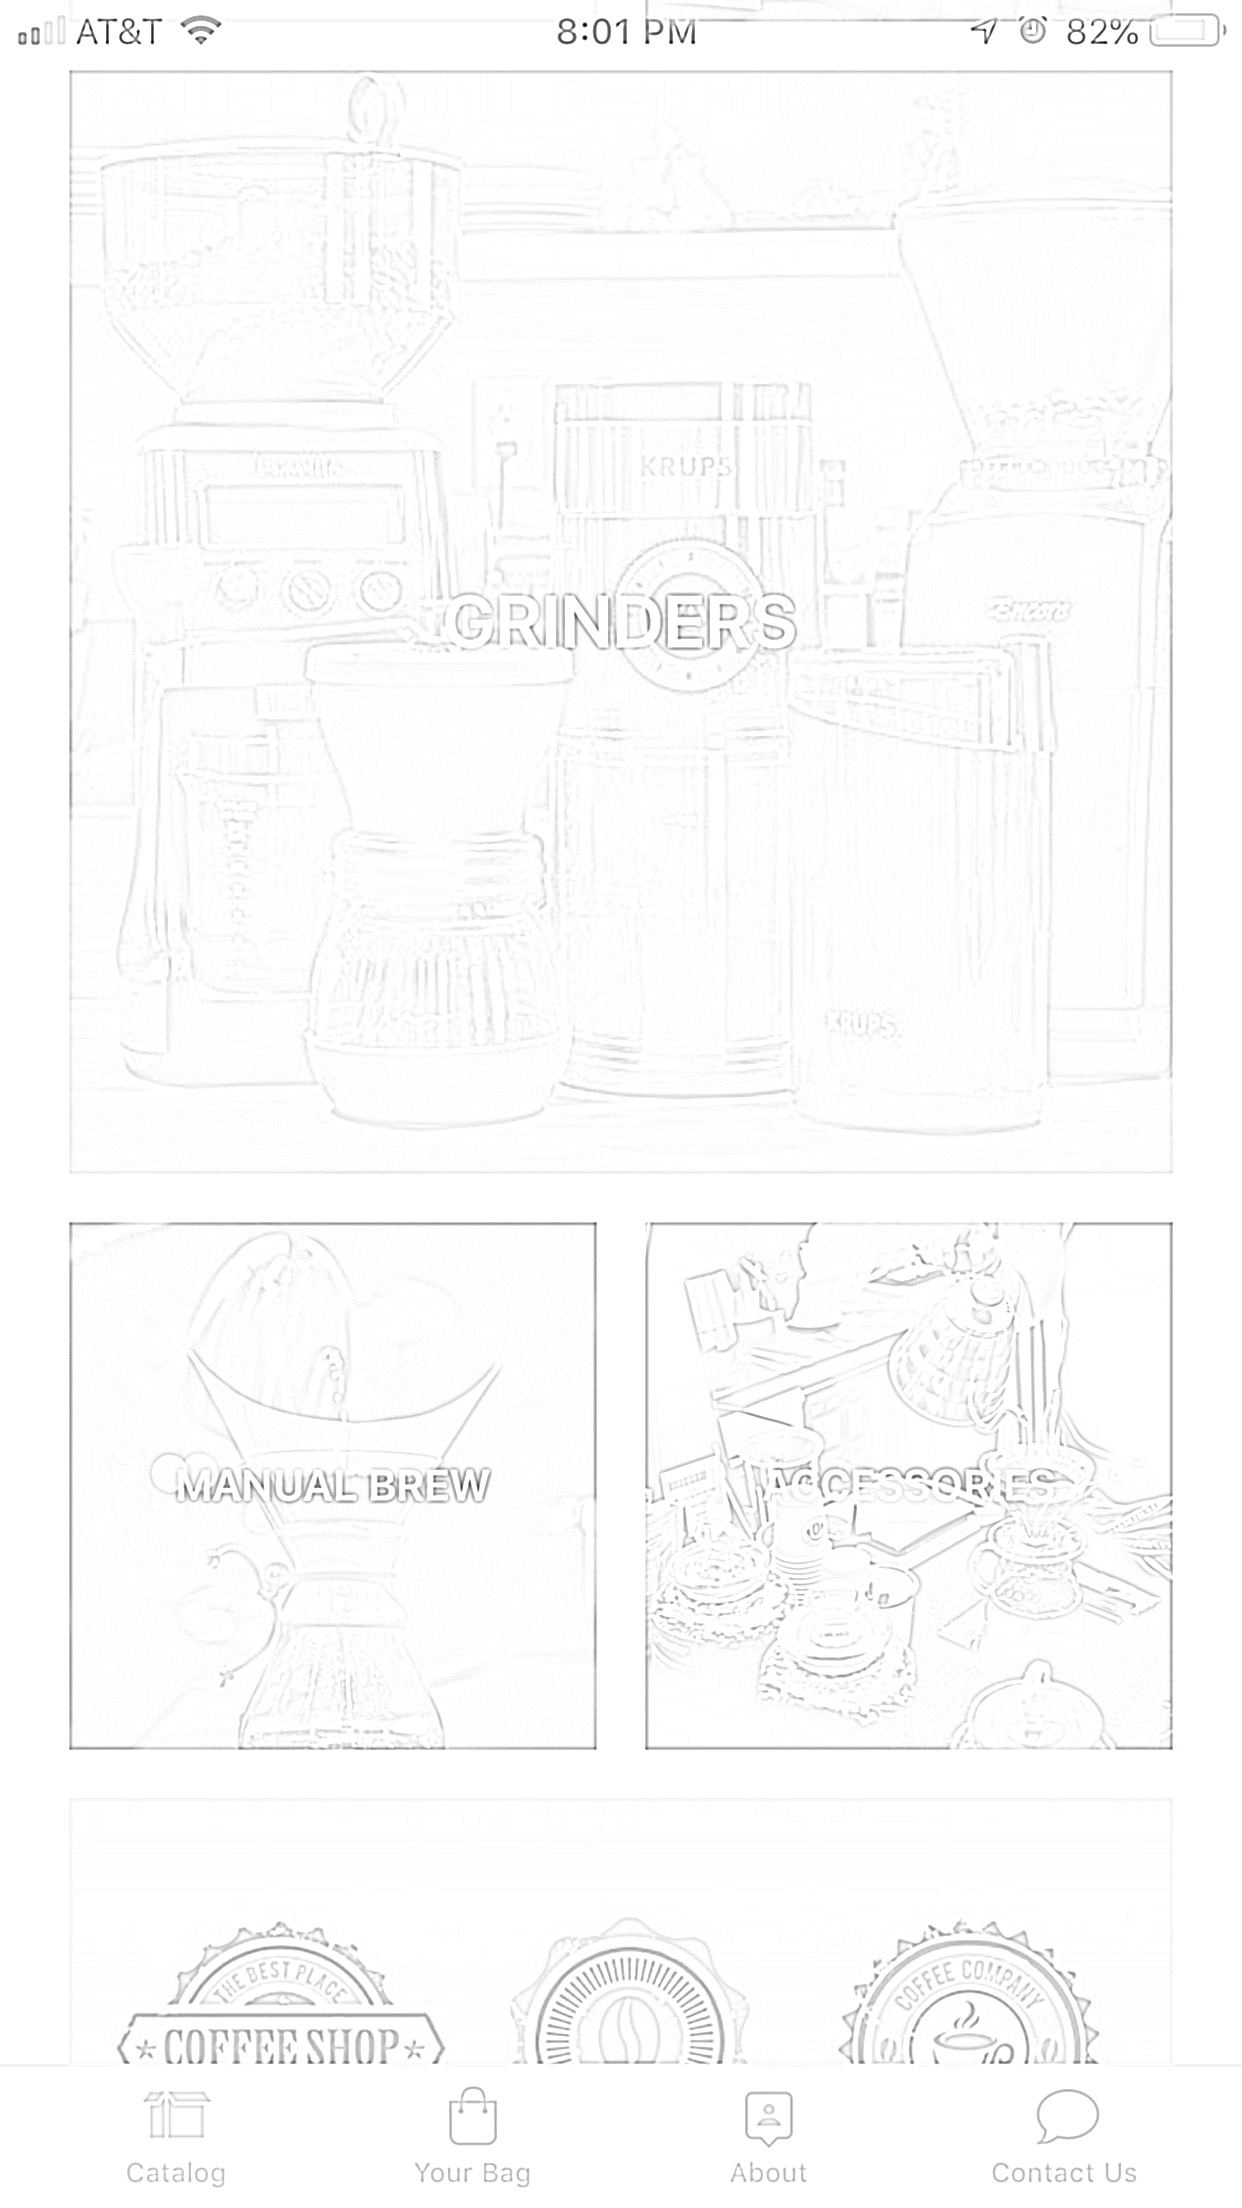 AT&T 8:01 PM 82%
KRUPS
GRINDERS
Encore
KRUPS
MANUAL BREW
ACCESSORIES
THE BEST PLACE
COFFEE SHOP
COFFEE COMPANY
Catalog Your Bag About Contact Us